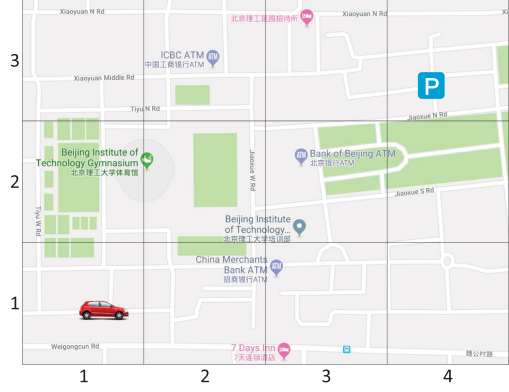 Xiaoyuan N Rd
北京理工医园招待所
Xiaoyuan N Rd
X
3
ICBC ATM
中国工商银行ATM
Xiaoyuan Middle Rd
P
Tiyu N Rd
Jiaoxue N Rd
Beijing Institute of
Technology Gymnasium
北京理工大学体育馆
Bank of Beijing ATM
北京银行ATM
2
Jiaoxue W Rd
Jiaoxue S Rd
Tiyu W Rd
Beijing Institute
of Technology...
北京理工大学培训部
China Merchants
Bank ATM
招商银行ATM
1
Weigongcun Rd
7 Days Inn
7天连锁酒店
魏公村路
1
2
3
4